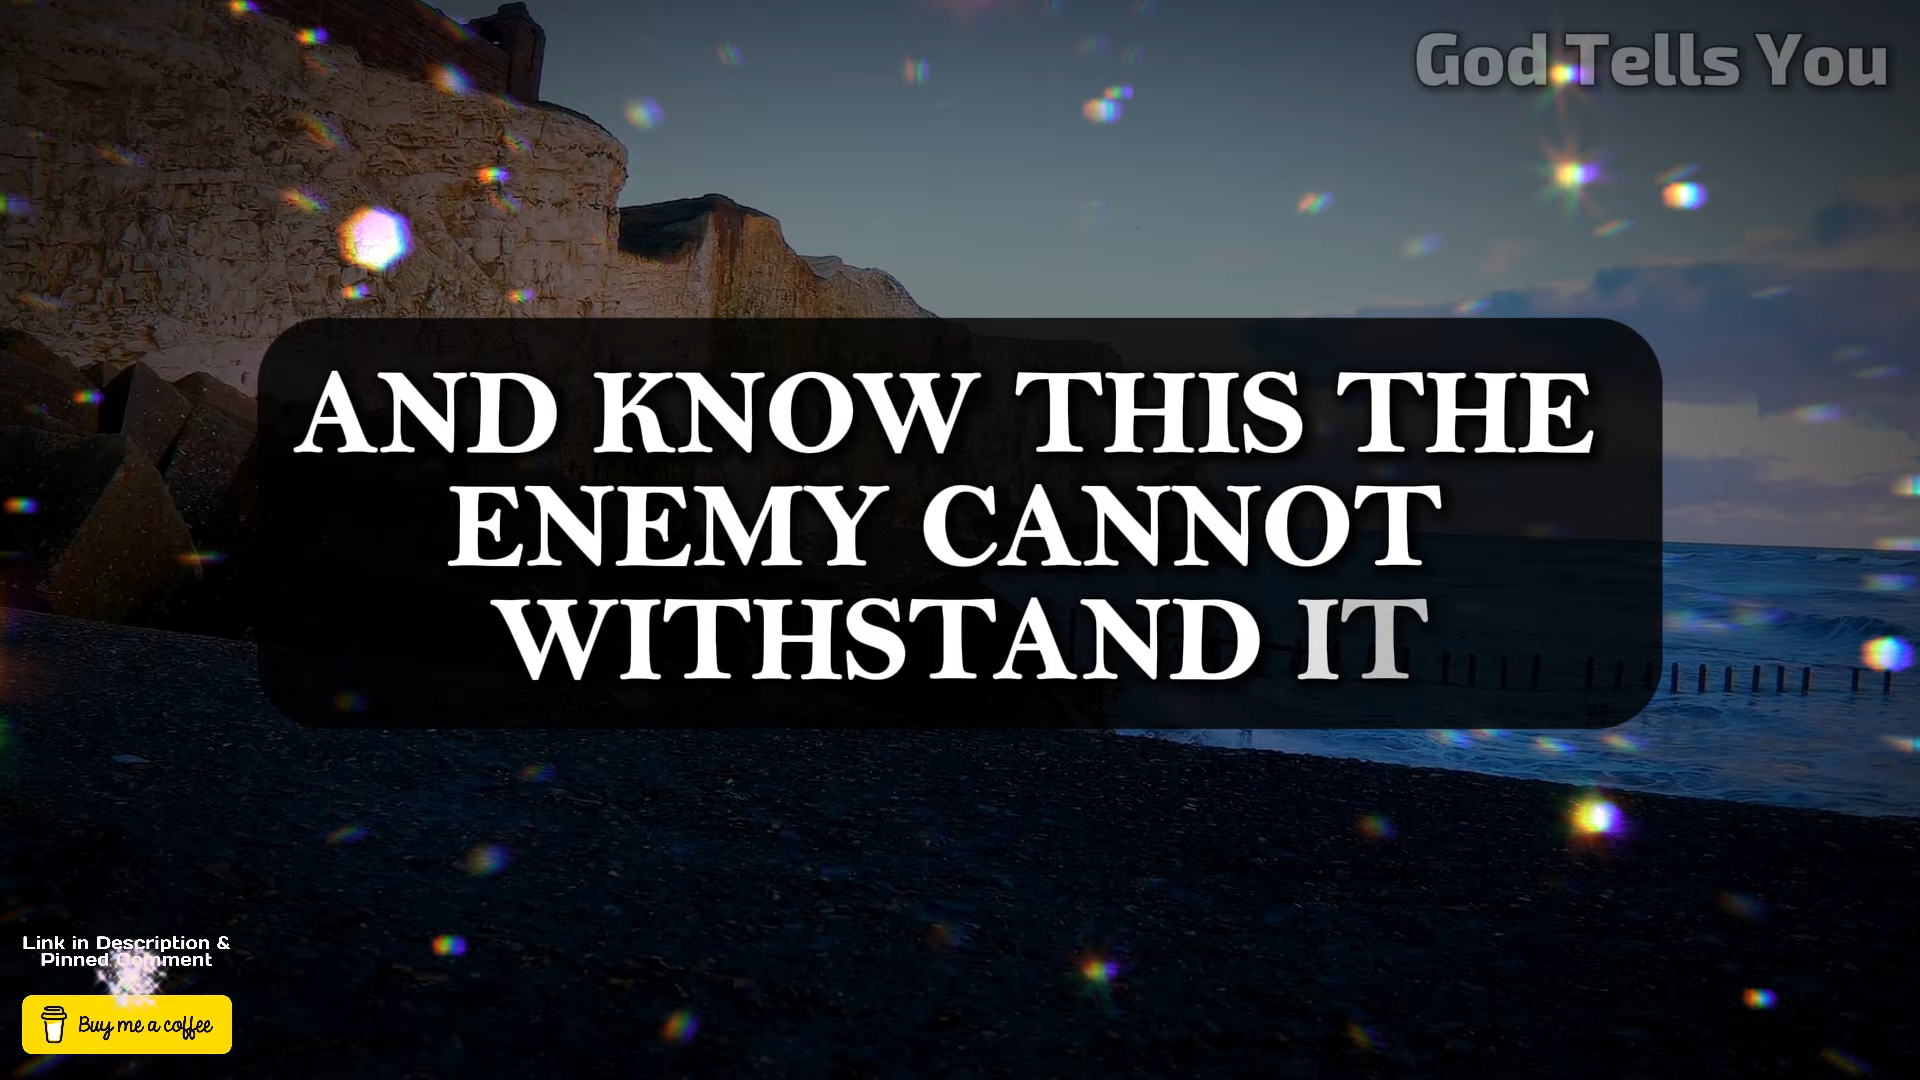 God Tells You
AND KNOW THIS THE
ENEMY CANNOT
WITHSTAND IT
Link in Description &
Pinned Comment
Buy me a coffee